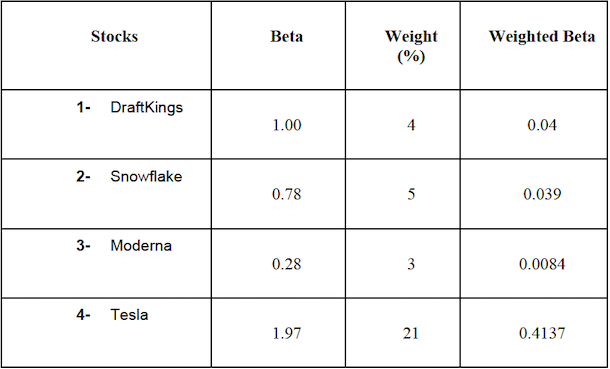 Stocks Beta Weight (%) Weighted Beta
1- DraftKings 1.00 4 0.04
2- Snowflake 0.78 5 0.039
3- Moderna 0.28 3 0.0084
4- Tesla 1.97 21 0.4137